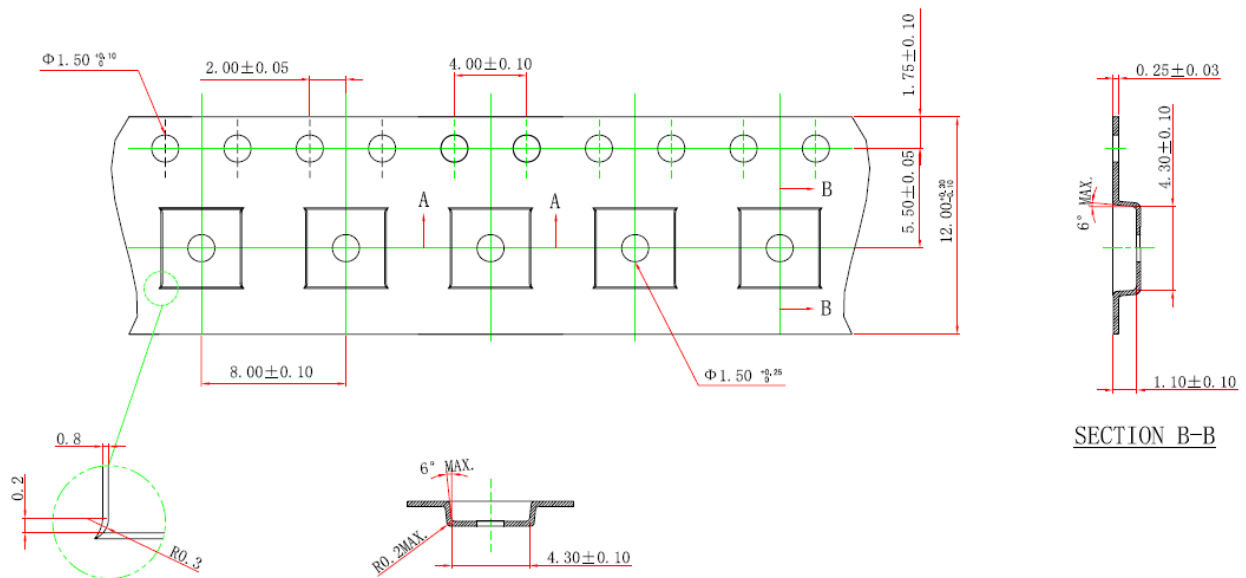 Φ1.50 +0.10 0
2.00±0.05
4.00±0.10
1.75±0.10
0.25±0.03
A
A
B
5.50±0.05
12.00+0.30 -0.10
6° MAX.
4.30±0.10
B
8.00±0.10
Φ1.50 +0.25 0
1.10±0.10
SECTION B-B
0.8
0.2
R0.3
6° MAX.
R0.2MAX.
4.30±0.10